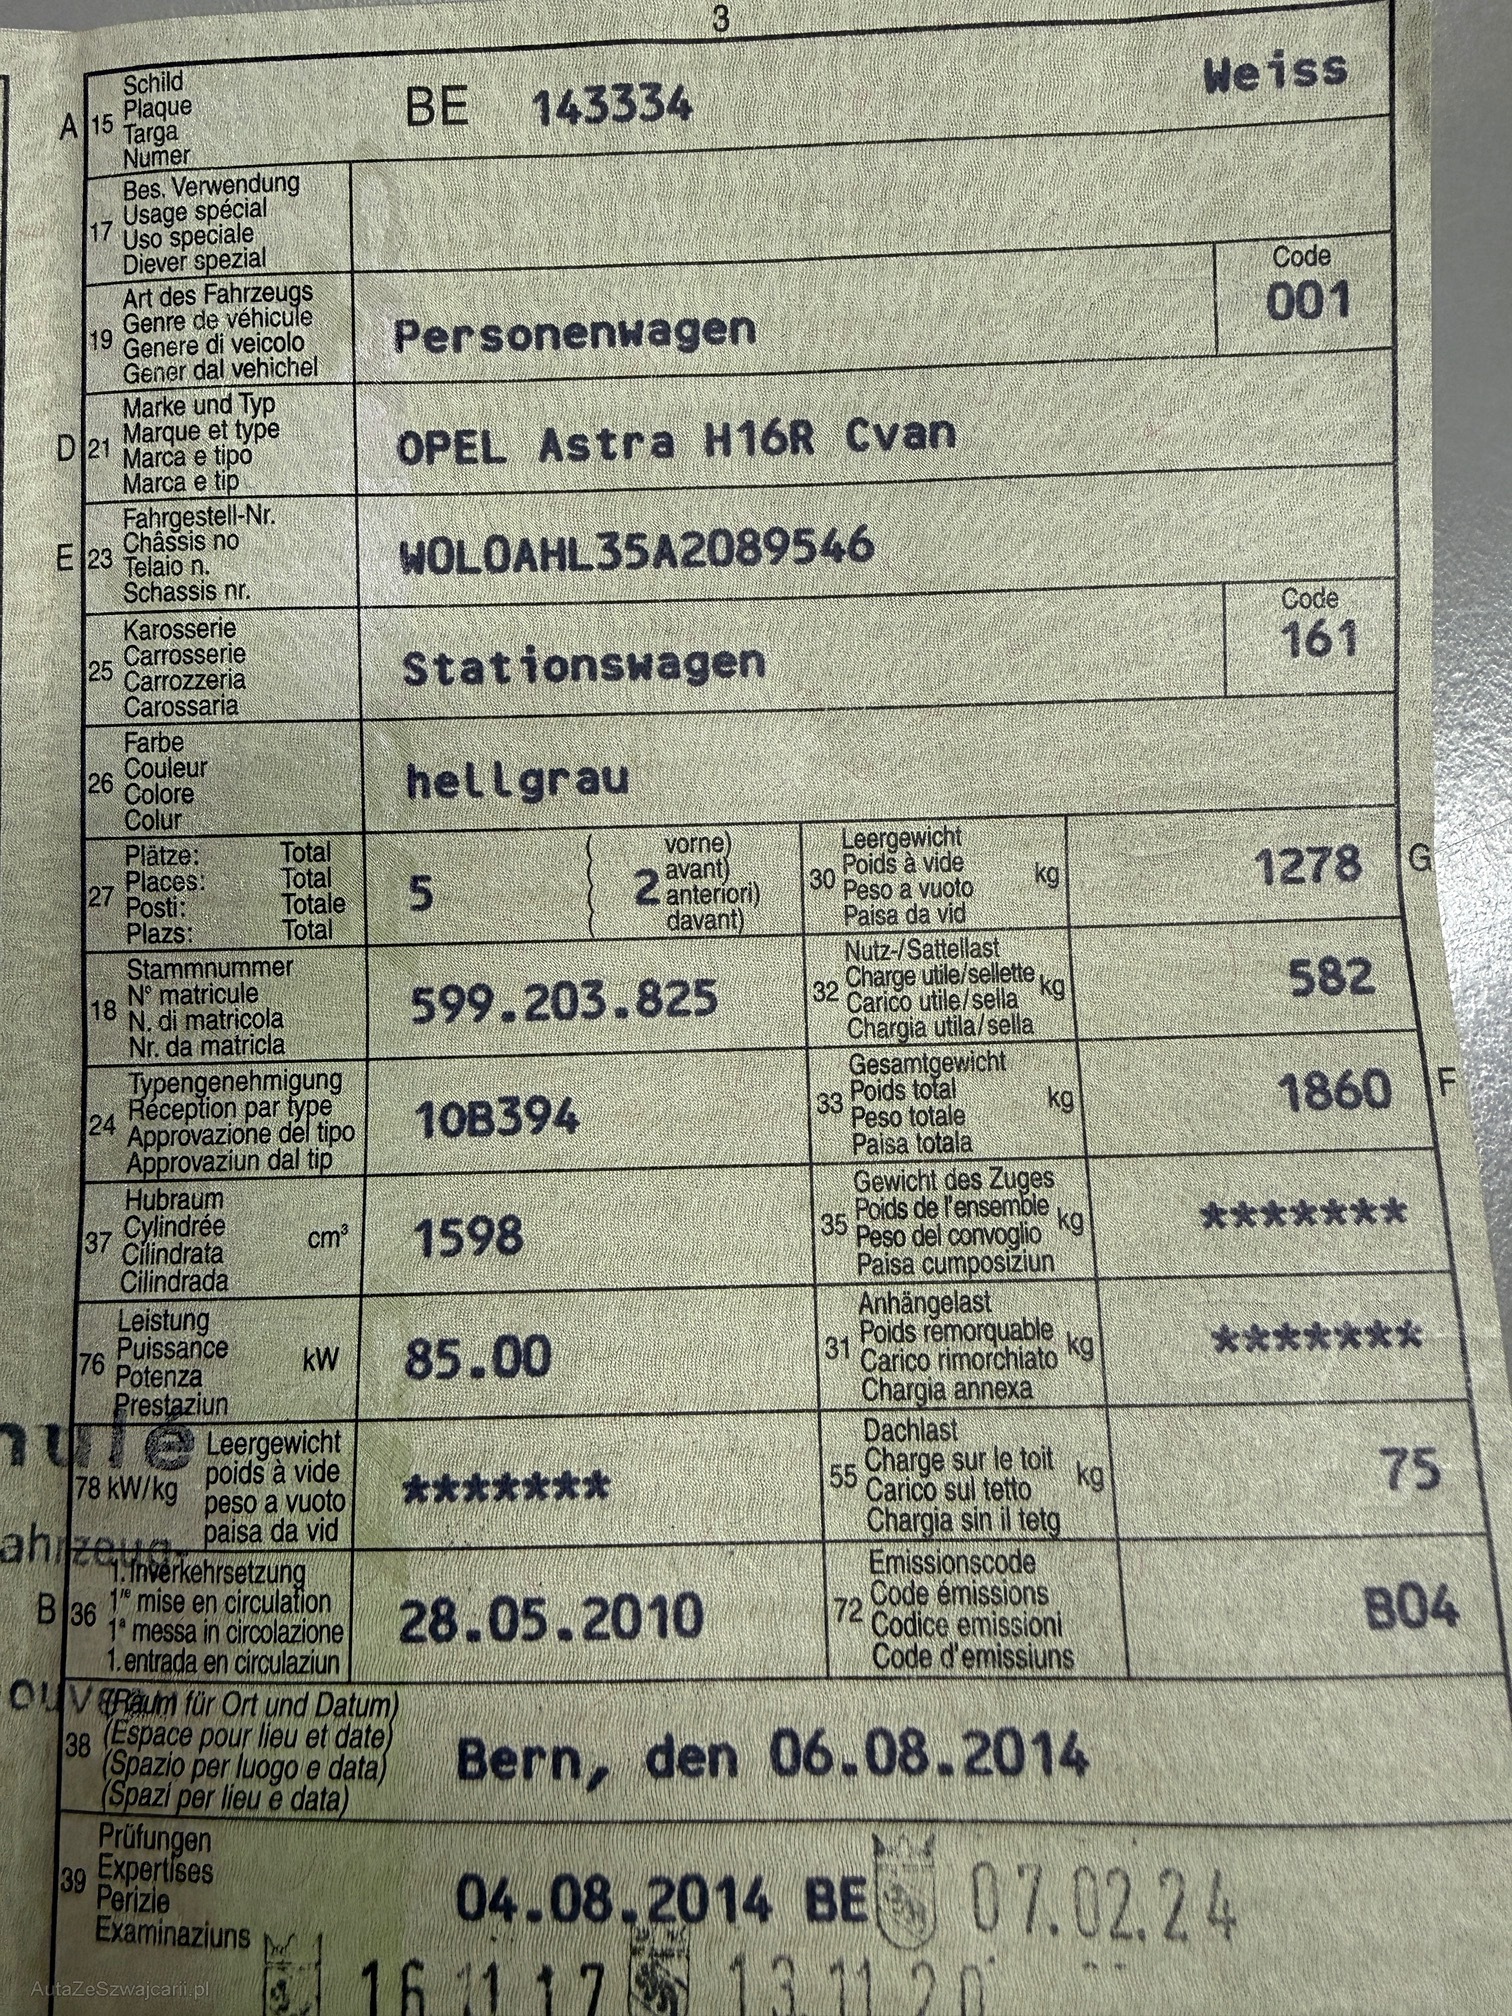 3
A 15 Schild
Plaque
Targa
Numer
BE 143334 Weiss
17 Bes. Verwendung
Usage spécial
Uso speciale
Diever spezial
19 Art des Fahrzeugs
Genre de véhicule
Genere di veicolo
Gener dal vehichel
Personenwagen
Code
001
D 21 Marke und Typ
Marque et type
Marca e tipo
Marca e tip
OPEL Astra H16R Cvan
E 23 Fahrgestell-Nr.
Châssis no
Telaio n.
Schassis nr.
W0L0AHL35A2089546
25 Karosserie
Carrosserie
Carrozzeria
Carossaria
Stationswagen
Code
161
26 Farbe
Couleur
Colore
Colur
hellgrau
27 Plätze: Total
Places: Total
Posti: Totale
Plazs: Total
5
2 vorne)
avant)
anteriori)
davant)
30 Leergewicht
Poids à vide
Peso a vuoto
Paisa da vid
kg
1278 G
18 Stammnummer
N° matricule
N. di matricola
Nr. da matricla
599.203.825
32 Nutz-/Sattellast
Charge utile/sellette
Carico utile/sella
Chargia utila/sella
kg
582
24 Typengenehmigung
Réception par type
Approvazione del tipo
Approvaziun dal tip
10B394
33 Gesamtgewicht
Poids total
Peso totale
Paisa totala
kg
1860 F
37 Hubraum
Cylindrée
Cilindrata
Cilindrada
cm³
1598
35 Gewicht des Zuges
Poids de l'ensemble
Peso del convoglio
Paisa cumposiziun
kg
*******
76 Leistung
Puissance
Potenza
Prestaziun
kW
85.00
31 Anhängelast
Poids remorquable
Carico rimorchiato
Chargia annexa
kg
*******
nulé
78 kW/kg Leergewicht
poids à vide
peso a vuoto
paisa da vid
*******
55 Dachlast
Charge sur le toit
Carico sul tetto
Chargia sin il tetg
kg
75
ahrzeug-
B 36 1. Inverkehrsetzung
1re mise en circulation
1a messa in circolazione
1. entrada en circulaziun
28.05.2010
72 Emissionscode
Code émissions
Codice emissioni
Code d'emissiuns
B04
38 (Raum für Ort und Datum)
(Espace pour lieu et date)
(Spazio per luogo e data)
(Spazi per lieu e data)
Bern, den 06.08.2014
39 Prüfungen
Expertises
Perizie
Examinaziuns
04.08.2014 BE 07.02.24
16.11.17 13.11.20
AutaZeSzwajcarii.pl